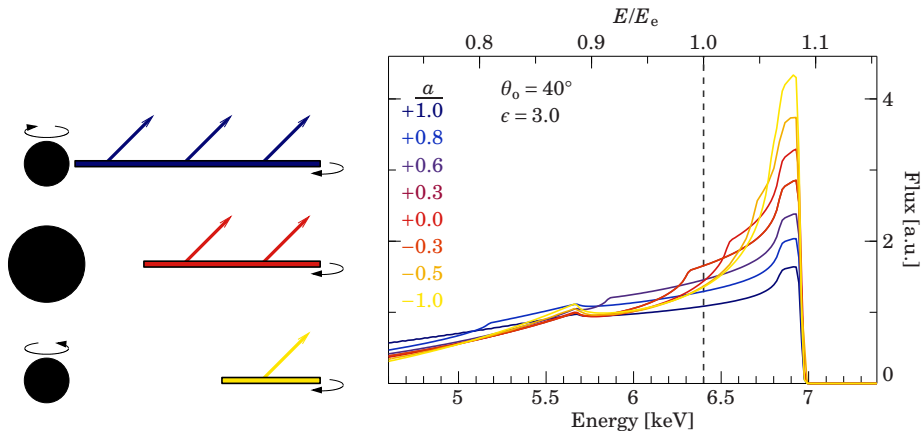 E/Eₑ
0.8 0.9 1.0 1.1
a
+1.0
+0.8
+0.6
+0.3
+0.0
−0.3
−0.5
−1.0
θₒ = 40°
ϵ = 3.0
4
2
0
Flux [a.u.]
5 5.5 6 6.5 7
Energy [keV]